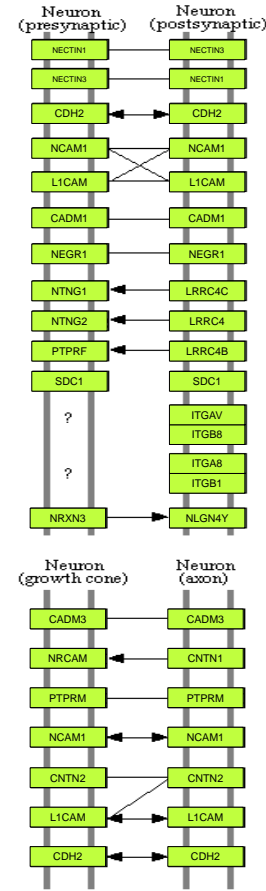 Neuron Neuron
(presynaptic) (postsynaptic)
NECTIN1 NECTIN3
NECTIN3 NECTIN1
CDH2 CDH2
NCAM1 NCAM1
L1CAM L1CAM
CADM1 CADM1
NEGR1 NEGR1
NTNG1 LRRC4C
NTNG2 LRRC4
PTPRF LRRC4B
SDC1 SDC1
? ITGAV
ITGB8
? ITGA8
ITGB1
NRXN3 NLGN4Y
Neuron Neuron
(growth cone) (axon)
CADM3 CADM3
NRCAM CNTN1
PTPRM PTPRM
NCAM1 NCAM1
CNTN2 CNTN2
L1CAM L1CAM
CDH2 CDH2